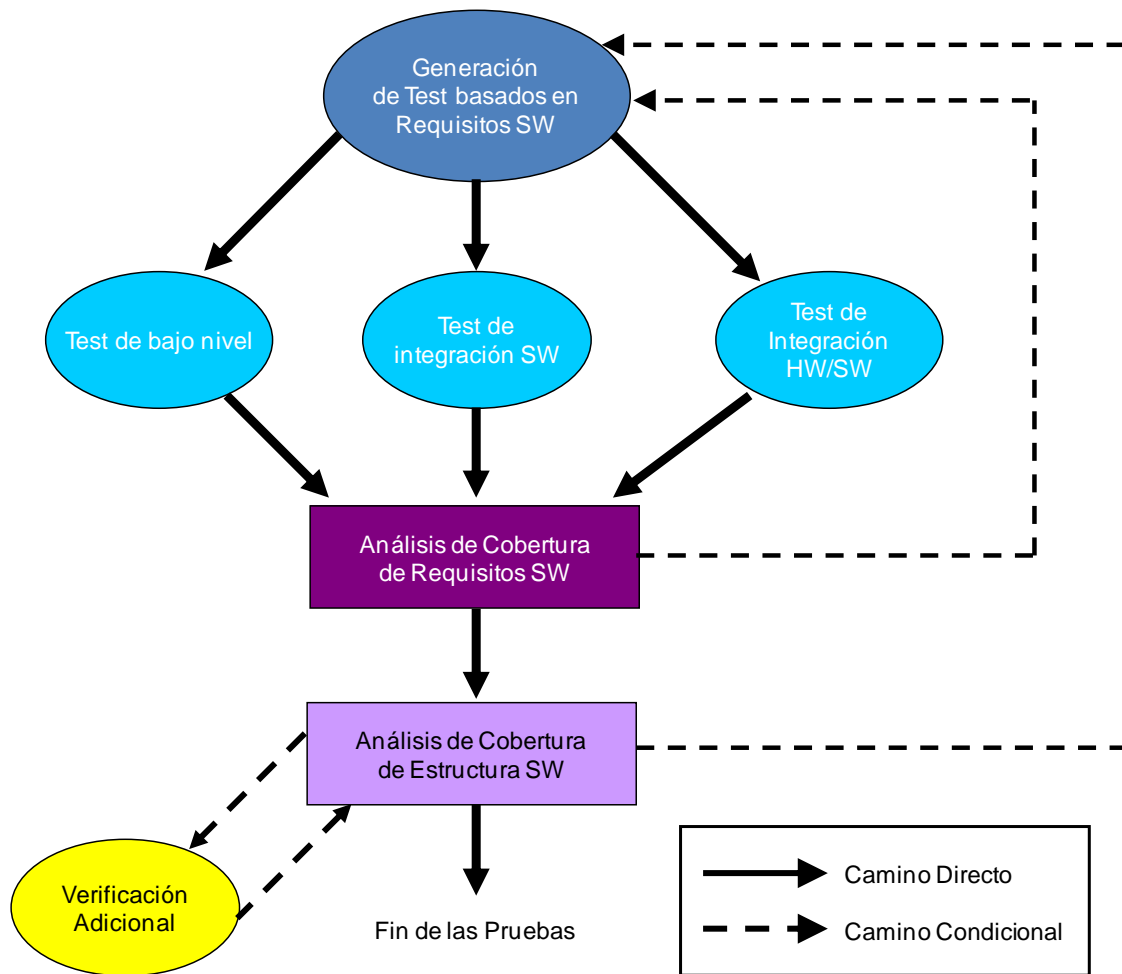 Generación
de Test basados en
Requisitos SW
Test de bajo nivel
Test de
integración SW
Test de
Integración
HW/SW
Análisis de Cobertura
de Requisitos SW
Análisis de Cobertura
de Estructura SW
Verificación
Adicional
Fin de las Pruebas
Camino Directo
Camino Condicional